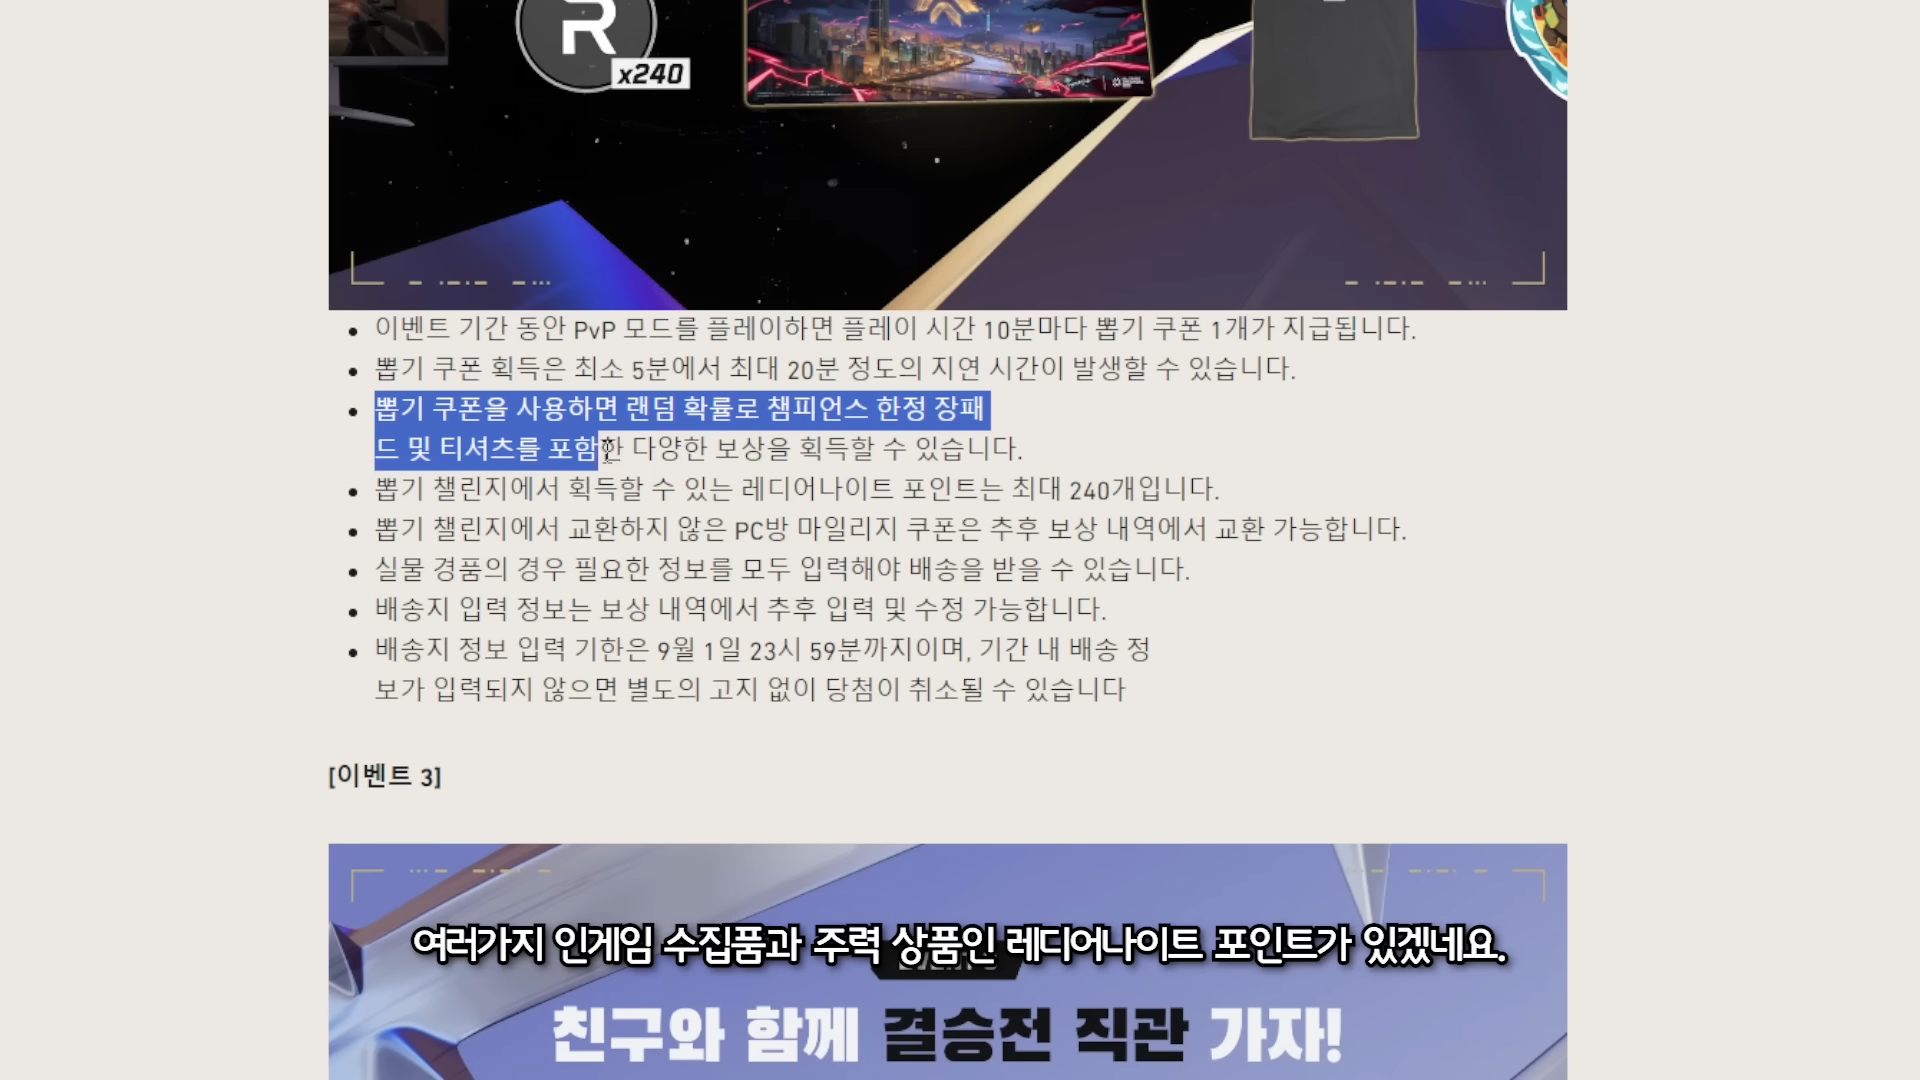 R
x240
이벤트 기간 동안 PvP 모드를 플레이하면 플레이 시간 10분마다 뽑기 쿠폰 1개가 지급됩니다.
뽑기 쿠폰 획득은 최소 5분에서 최대 20분 정도의 지연 시간이 발생할 수 있습니다.
뽑기 쿠폰을 사용하면 랜덤 확률로 챔피언스 한정 장패
드 및 티셔츠를 포함한 다양한 보상을 획득할 수 있습니다.
뽑기 챌린지에서 획득할 수 있는 레디어나이트 포인트는 최대 240개입니다.
뽑기 챌린지에서 교환하지 않은 PC방 마일리지 쿠폰은 추후 보상 내역에서 교환 가능합니다.
실물 경품의 경우 필요한 정보를 모두 입력해야 배송을 받을 수 있습니다.
배송지 입력 정보는 보상 내역에서 추후 입력 및 수정 가능합니다.
배송지 정보 입력 기한은 9월 1일 23시 59분까지이며, 기간 내 배송 정
보가 입력되지 않으면 별도의 고지 없이 당첨이 취소될 수 있습니다
[이벤트 3]
여러가지 인게임 수집품과 주력 상품인 레디어나이트 포인트가 있겠네요.
친구와 함께 결승전 직관 가자!